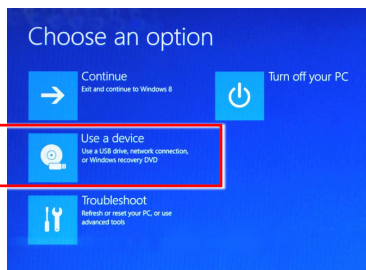 Choose an option
Continue
Exit and continue to Windows 8
Turn off your PC
Use a device
Use a USB drive, network connection,
or Windows recovery DVD
Troubleshoot
Refresh or reset your PC, or use
advanced tools